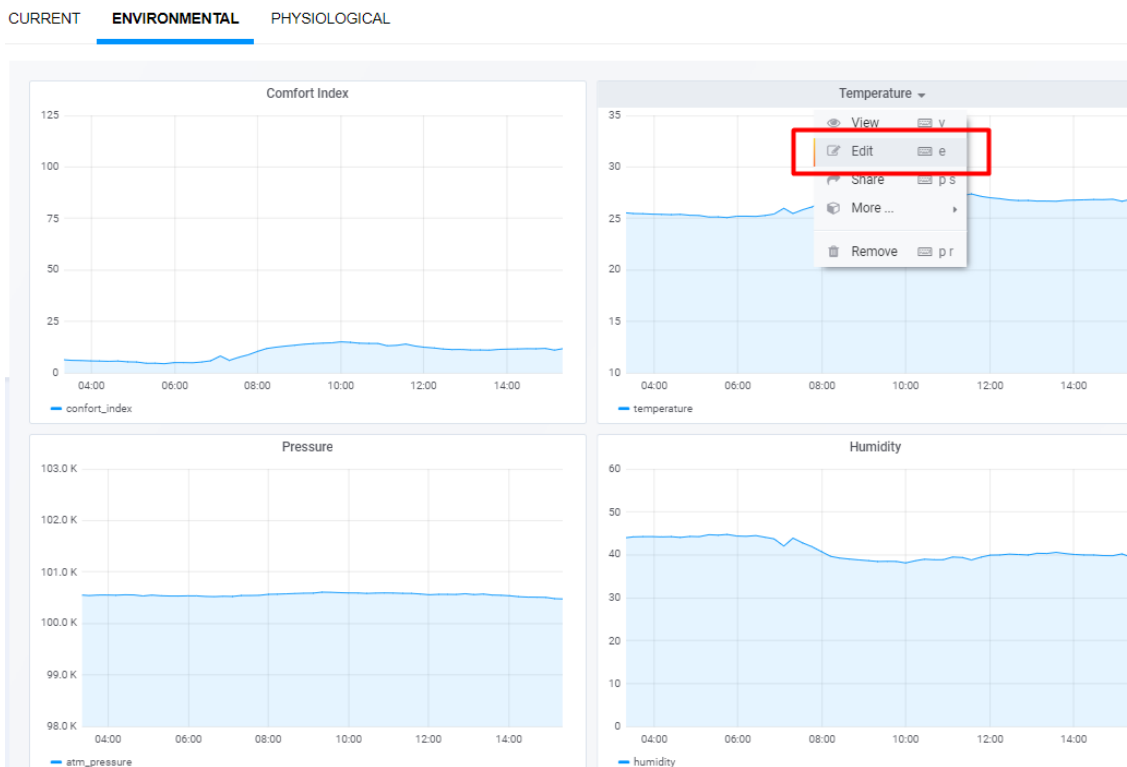 CURRENT ENVIRONMENTAL PHYSIOLOGICAL
Comfort Index
125
100
75
50
25
0
04:00 06:00 08:00 10:00 12:00 14:00
confort_index
Temperature
35
30
25
20
15
10
View v
Edit e
Share p s
More ...
Remove p r
04:00 06:00 08:00 10:00 12:00 14:00
temperature
Pressure
103.0 K
102.0 K
101.0 K
100.0 K
99.0 K
98.0 K
04:00 06:00 08:00 10:00 12:00 14:00
atm_pressure
Humidity
60
50
40
30
20
10
0
04:00 06:00 08:00 10:00 12:00 14:00
humidity